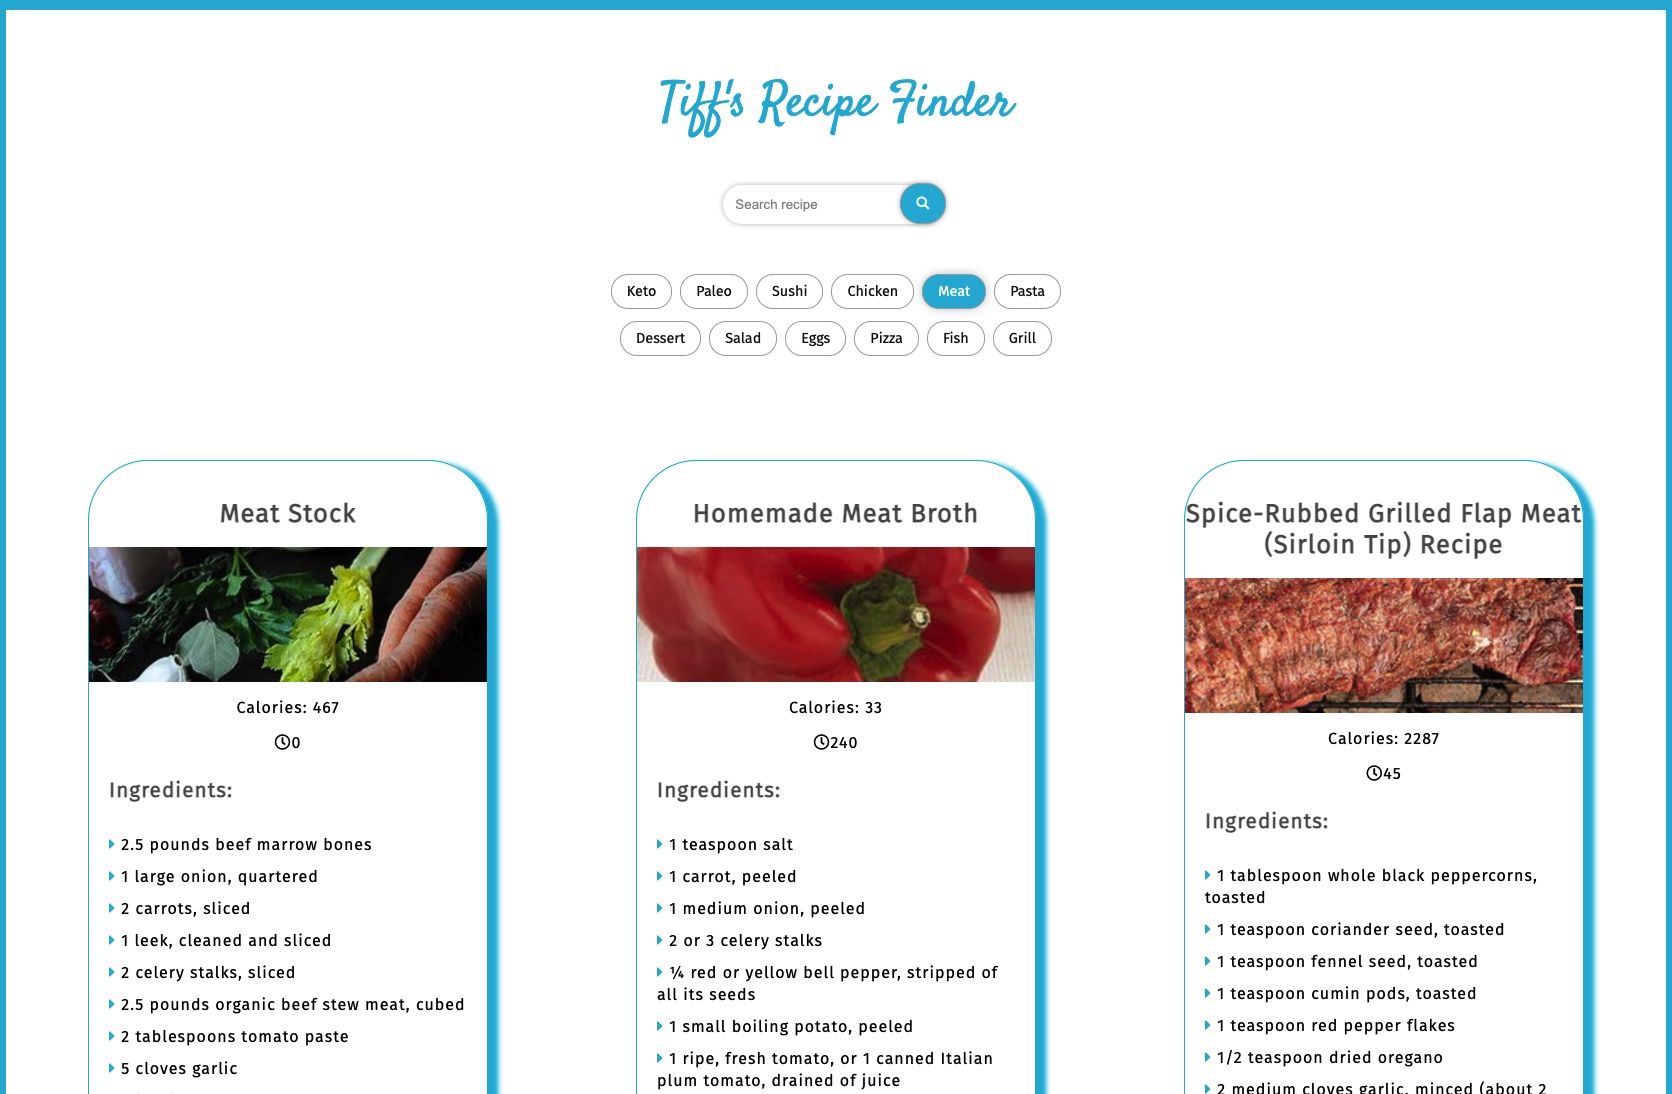 Tiff's Recipe Finder
Search recipe
Keto Paleo Sushi Chicken Meat Pasta
Dessert Salad Eggs Pizza Fish Grill
Meat Stock
Calories: 467
0
Ingredients:
2.5 pounds beef marrow bones
1 large onion, quartered
2 carrots, sliced
1 leek, cleaned and sliced
2 celery stalks, sliced
2.5 pounds organic beef stew meat, cubed
2 tablespoons tomato paste
5 cloves garlic
Homemade Meat Broth
Calories: 33
240
Ingredients:
1 teaspoon salt
1 carrot, peeled
1 medium onion, peeled
2 or 3 celery stalks
¼ red or yellow bell pepper, stripped of
all its seeds
1 small boiling potato, peeled
1 ripe, fresh tomato, or 1 canned Italian
plum tomato, drained of juice
Spice-Rubbed Grilled Flap Meat
(Sirloin Tip) Recipe
Calories: 2287
45
Ingredients:
1 tablespoon whole black peppercorns,
toasted
1 teaspoon coriander seed, toasted
1 teaspoon fennel seed, toasted
1 teaspoon cumin pods, toasted
1 teaspoon red pepper flakes
1/2 teaspoon dried oregano
2 medium cloves garlic, minced (about 2